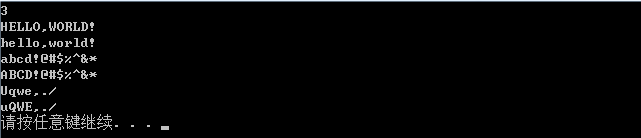 3
HELLO,WORLD!
hello,world!
abcd!@#$%^&*
ABCD!@#$%^&*
Uqwe,./
uQWE,./
请按任意键继续. . .